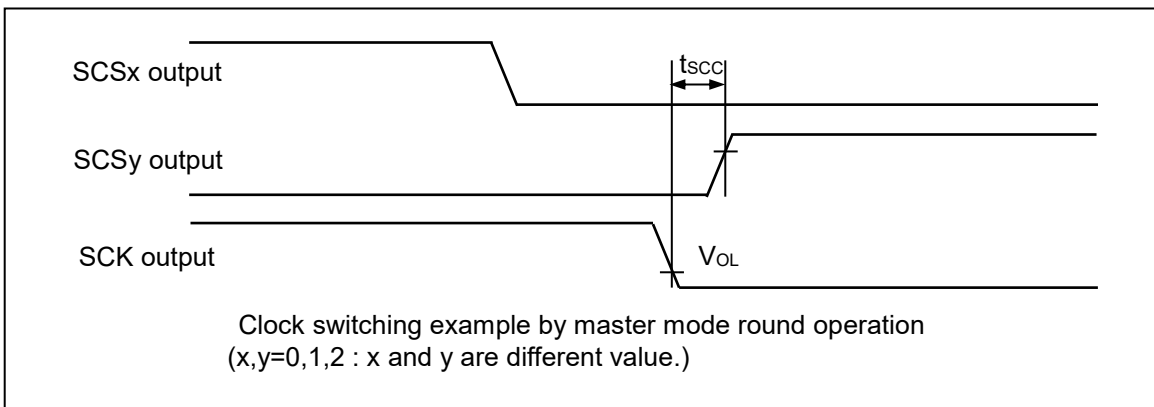 SCSx output
tSCC
SCSy output
SCK output
VOL
Clock switching example by master mode round operation
(x,y=0,1,2 : x and y are different value.)